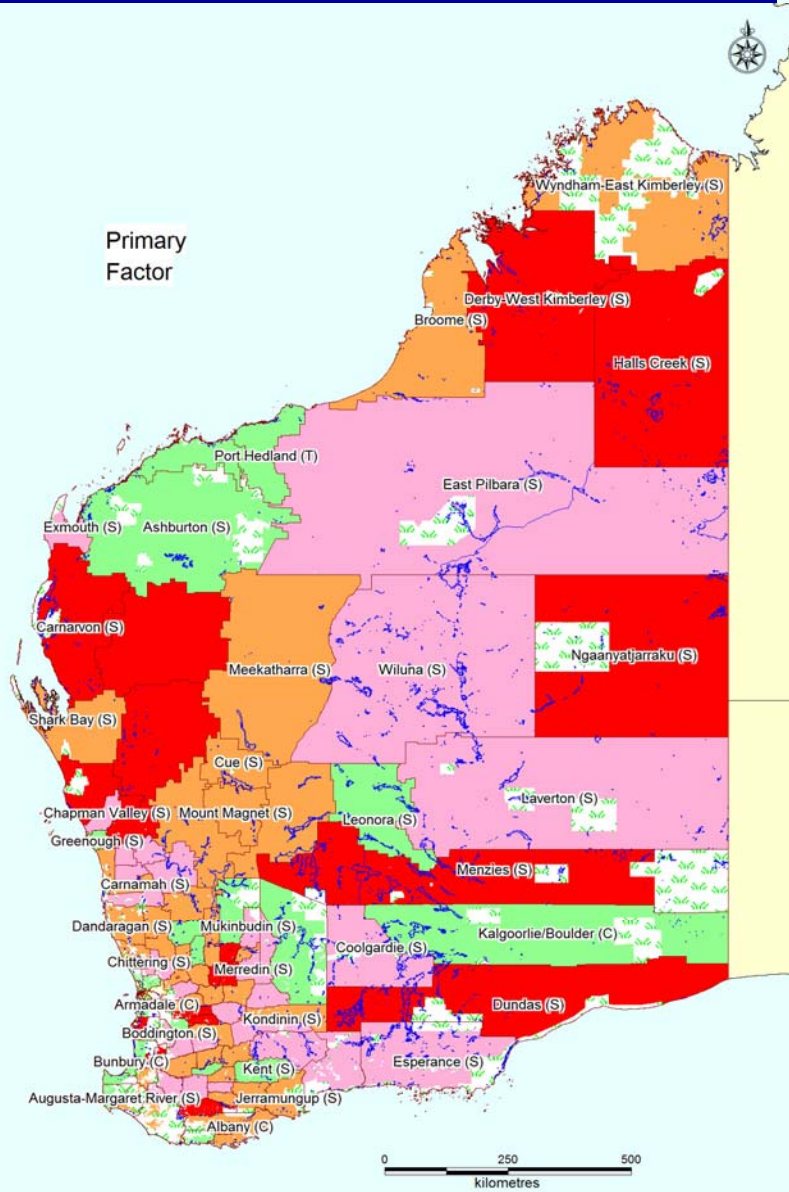 Primary
Factor
Wyndham-East Kimberley (S)
Derby-West Kimberley (S)
Broome (S)
Halls Creek (S)
Port Hedland (T)
East Pilbara (S)
Exmouth (S)
Ashburton (S)
Carnarvon (S)
Meekatharra (S)
Wiluna (S)
Ngaanyatjarraku (S)
Shark Bay (S)
Cue (S)
Laverton (S)
Chapman Valley (S)
Mount Magnet (S)
Leonora (S)
Greenough (S)
Menzies (S)
Carnamah (S)
Dandaragan (S)
Mukinbudin (S)
Kalgoorlie/Boulder (C)
Coolgardie (S)
Chittering (S)
Merredin (S)
Armadale (C)
Dundas (S)
Kondinin (S)
Boddington (S)
Bunbury (C)
Esperance (S)
Kent (S)
Augusta-Margaret River (S)
Jerramungup (S)
Albany (C)
0 250 500
kilometres